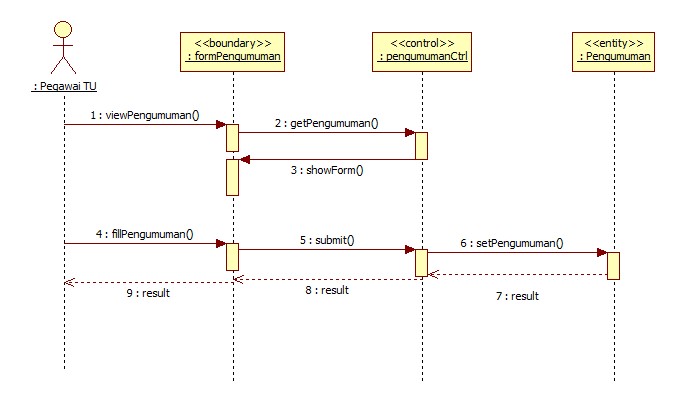 <<boundary>>
: formPengumuman
<<control>>
: pengumumanCtrl
<<entity>>
: Pengumuman
: Pegawai TU
1 : viewPengumuman()
2 : getPengumuman()
3 : showForm()
4 : fillPengumuman()
5 : submit()
6 : setPengumuman()
7 : result
8 : result
9 : result